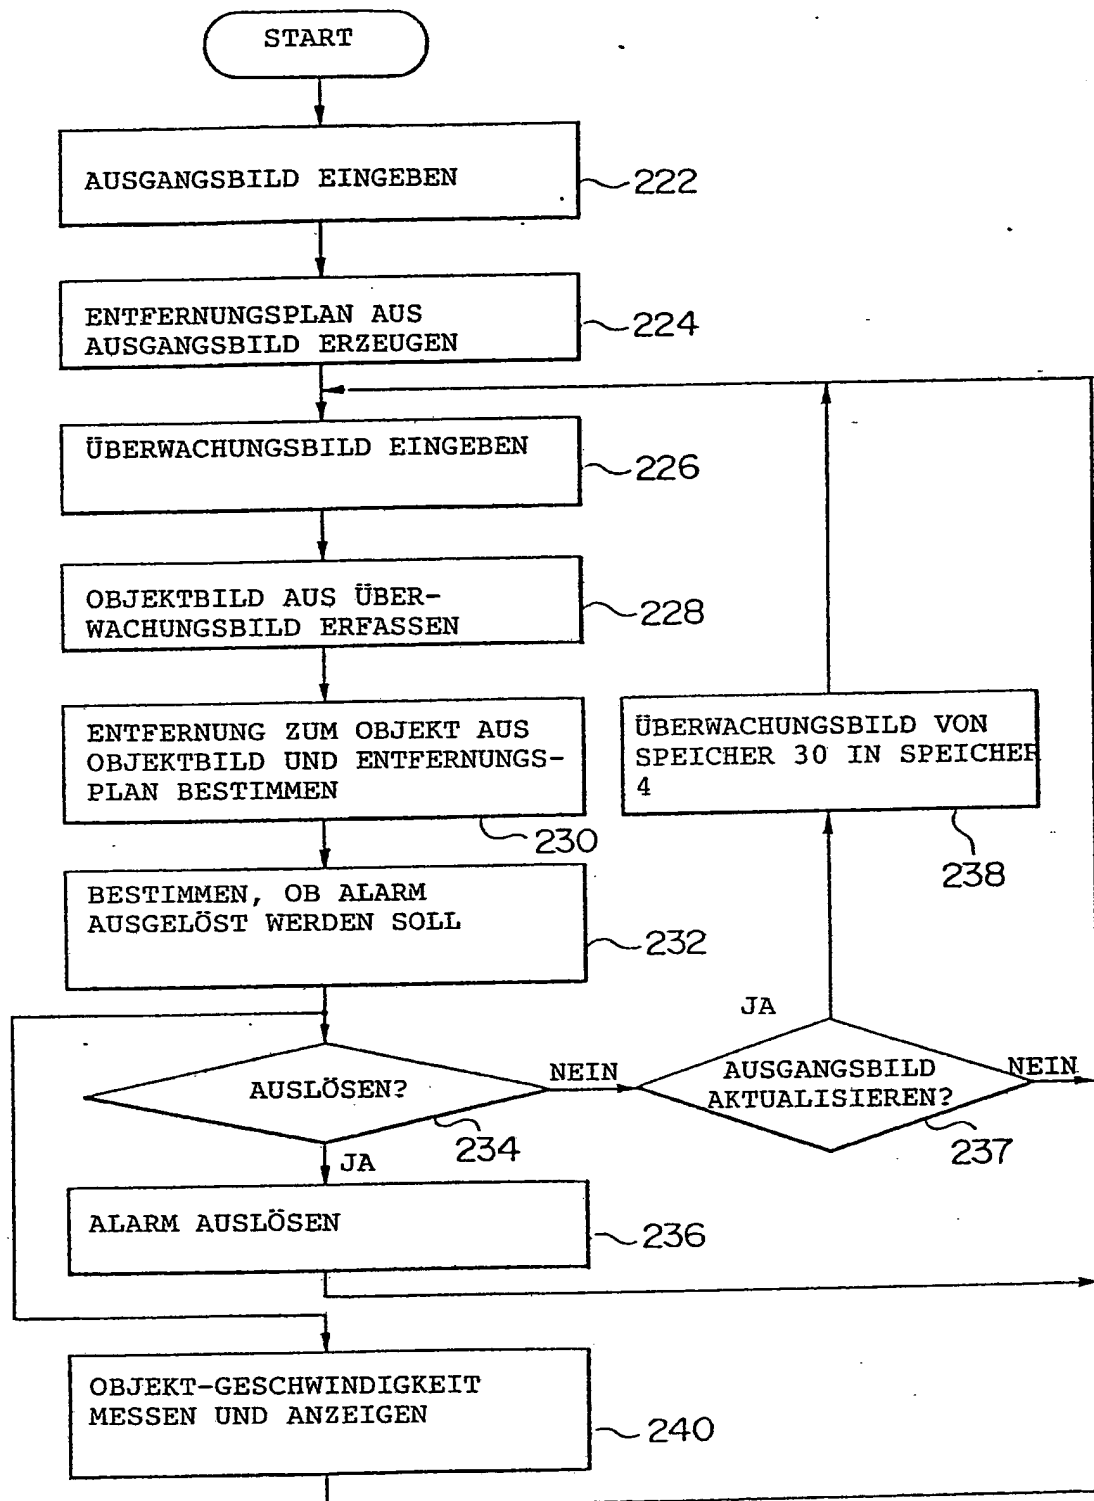 START
AUSGANGSBILD EINGEBEN
222
ENTFERNUNGSPLAN AUS
AUSGANGSBILD ERZEUGEN
224
ÜBERWACHUNGSBILD EINGEBEN
226
OBJEKTBILD AUS ÜBER-
WACHUNGSBILD ERFASSEN
228
ENTFERNUNG ZUM OBJEKT AUS
OBJEKTBILD UND ENTFERNUNGS-
PLAN BESTIMMEN
230
ÜBERWACHUNGSBILD VON
SPEICHER 30 IN SPEICHER
4
238
BESTIMMEN, OB ALARM
AUSGELÖST WERDEN SOLL
232
AUSLÖSEN?
234
NEIN
JA
AUSGANGSBILD
AKTUALISIEREN?
237
JA
NEIN
ALARM AUSLÖSEN
236
OBJEKT-GESCHWINDIGKEIT
MESSEN UND ANZEIGEN
240